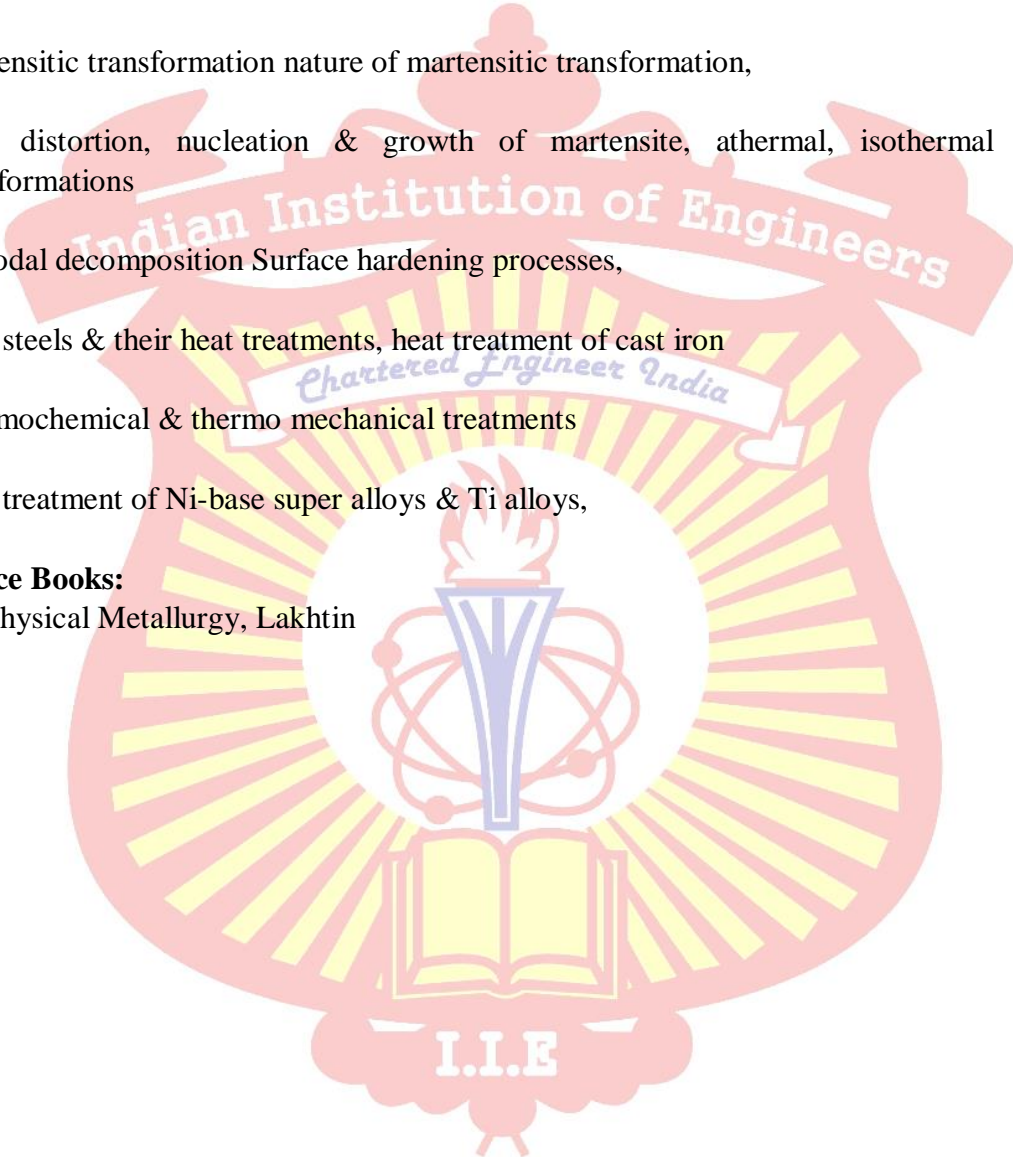 ensitic transformation nature of martensitic transformation,
distortion, nucleation & growth of martensite, athermal, isothermal
formations
Indian Institution of Engineers
odal decomposition Surface hardening processes,
steels & their heat treatments, heat treatment of cast iron
Chartered Engineer India
mochemical & thermo mechanical treatments
treatment of Ni-base super alloys & Ti alloys,
ce Books:
hysical Metallurgy, Lakhtin
I.I.E